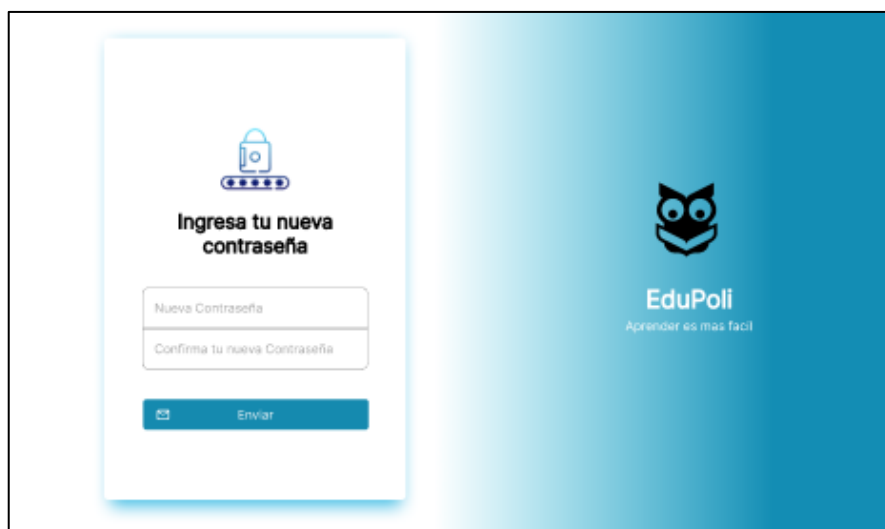 Ingresa tu nueva
contraseña
Nueva Contraseña
Confirma tu nueva Contraseña
Enviar
EduPoli
Aprender es mas facil